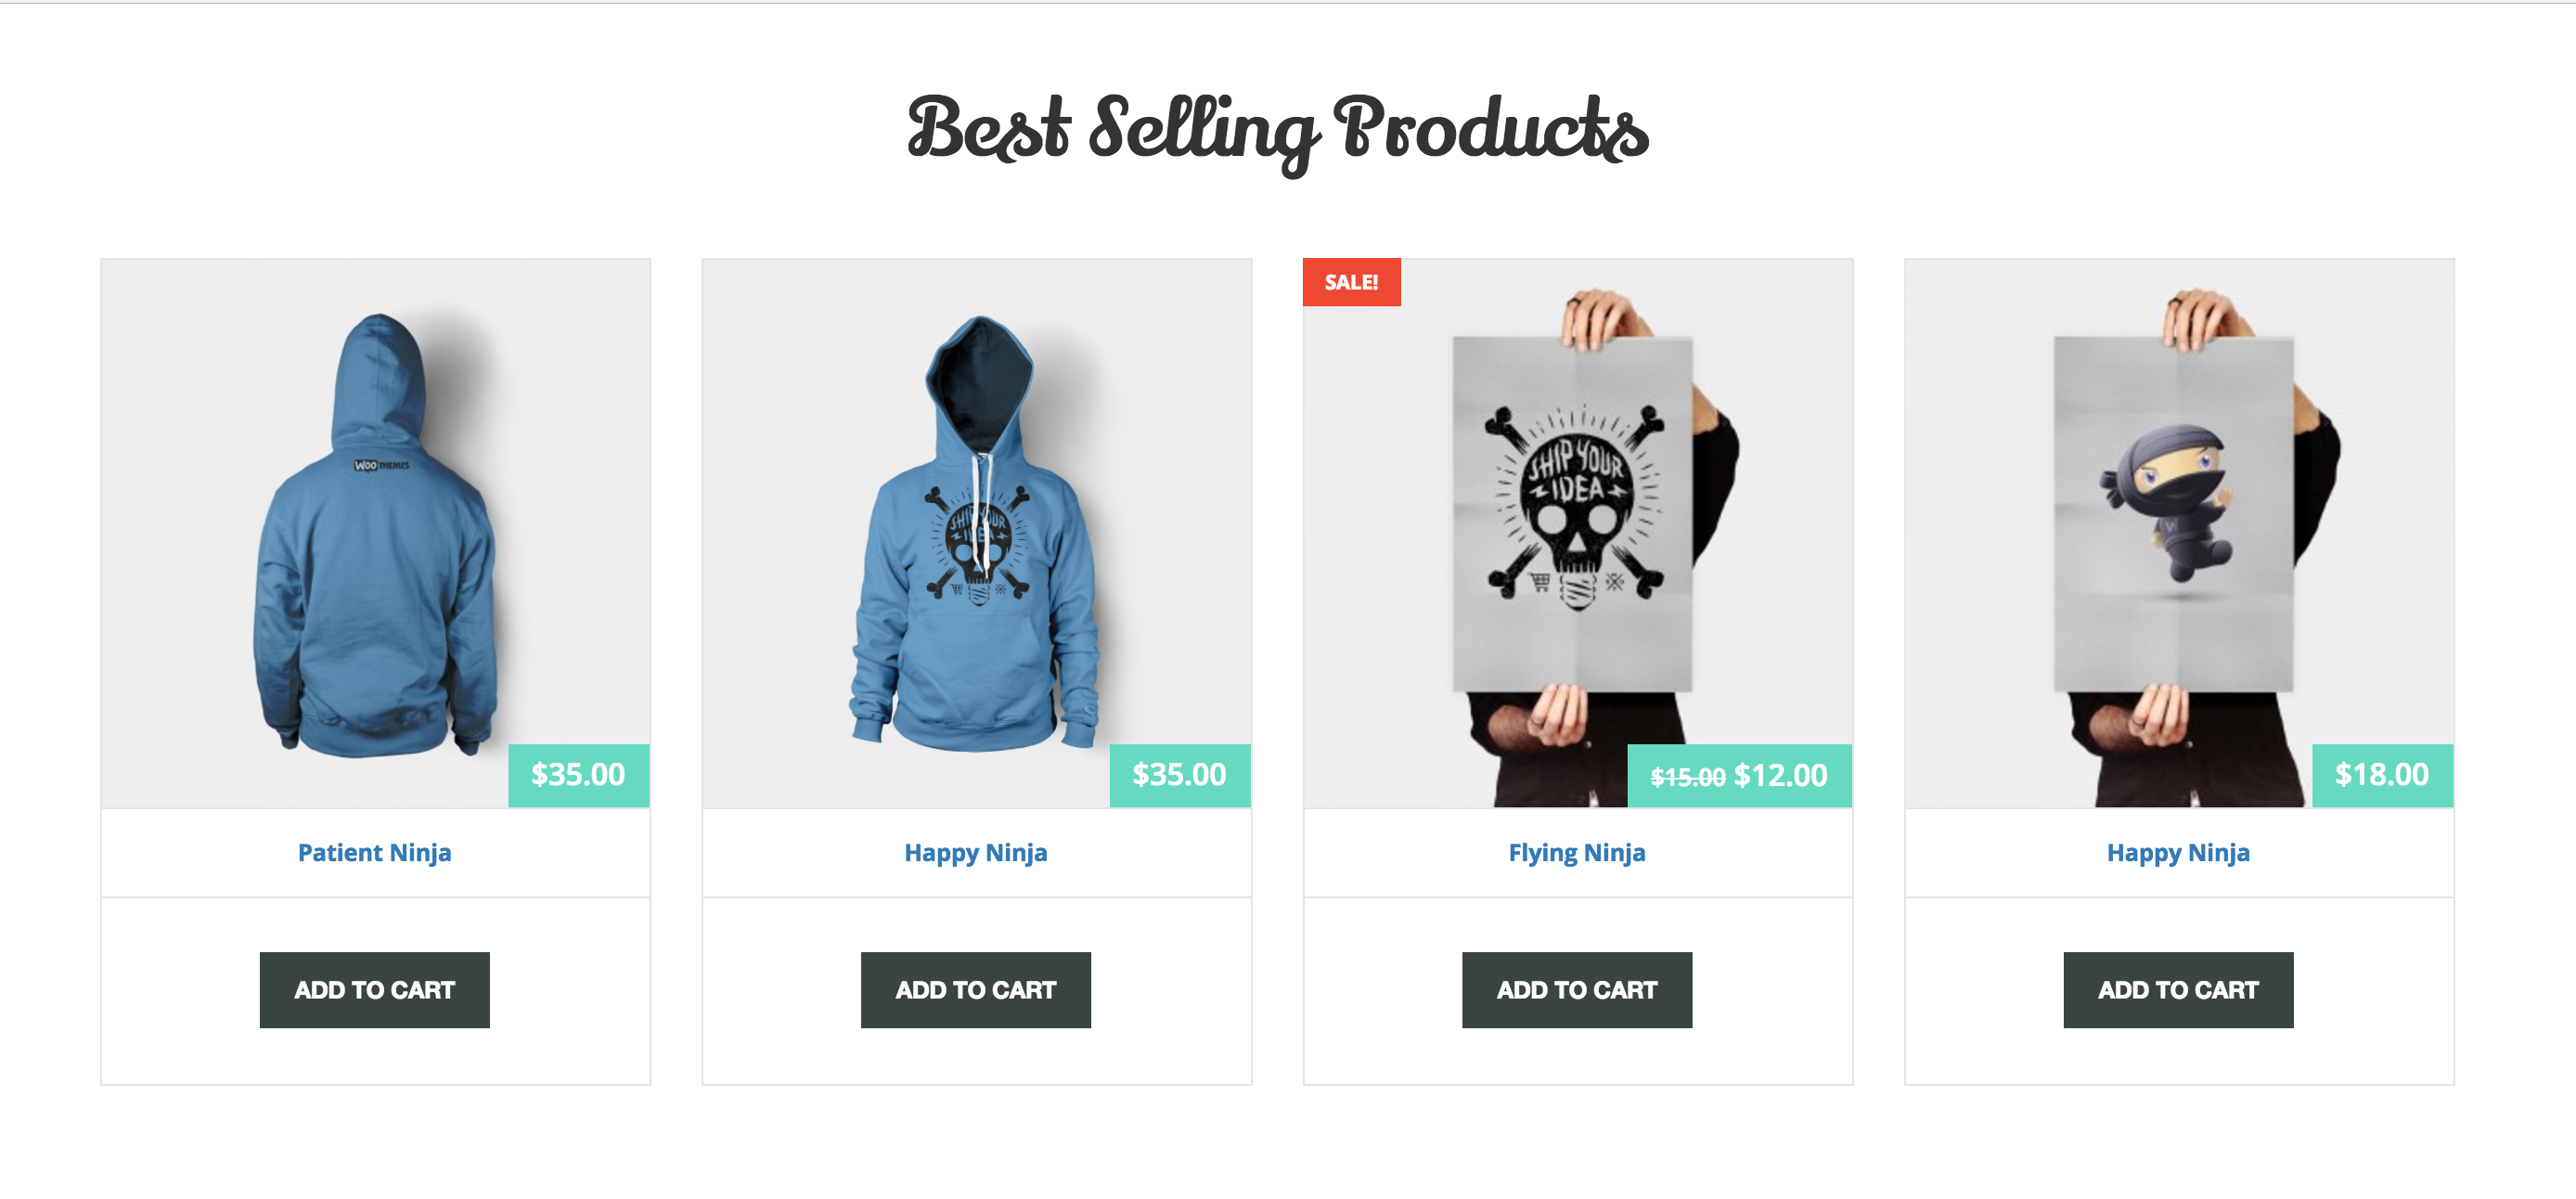 Best Selling Products
WOOTHEMES
$35.00
Patient Ninja
ADD TO CART
SHIP YOUR
IDEA
$35.00
Happy Ninja
ADD TO CART
SALE!
SHIP YOUR
IDEA
$15.00 $12.00
Flying Ninja
ADD TO CART
$18.00
Happy Ninja
ADD TO CART